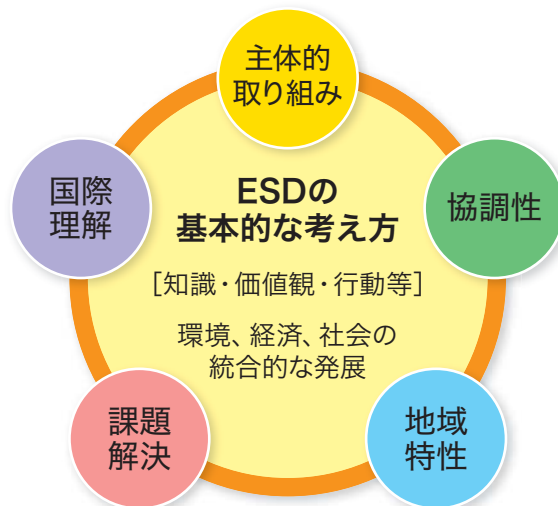 主体的
取り組み
国際
理解
ESDの
基本的な考え方
協調性
［知識・価値観・行動等］
環境、経済、社会の
統合的な発展
課題
解決
地域
特性